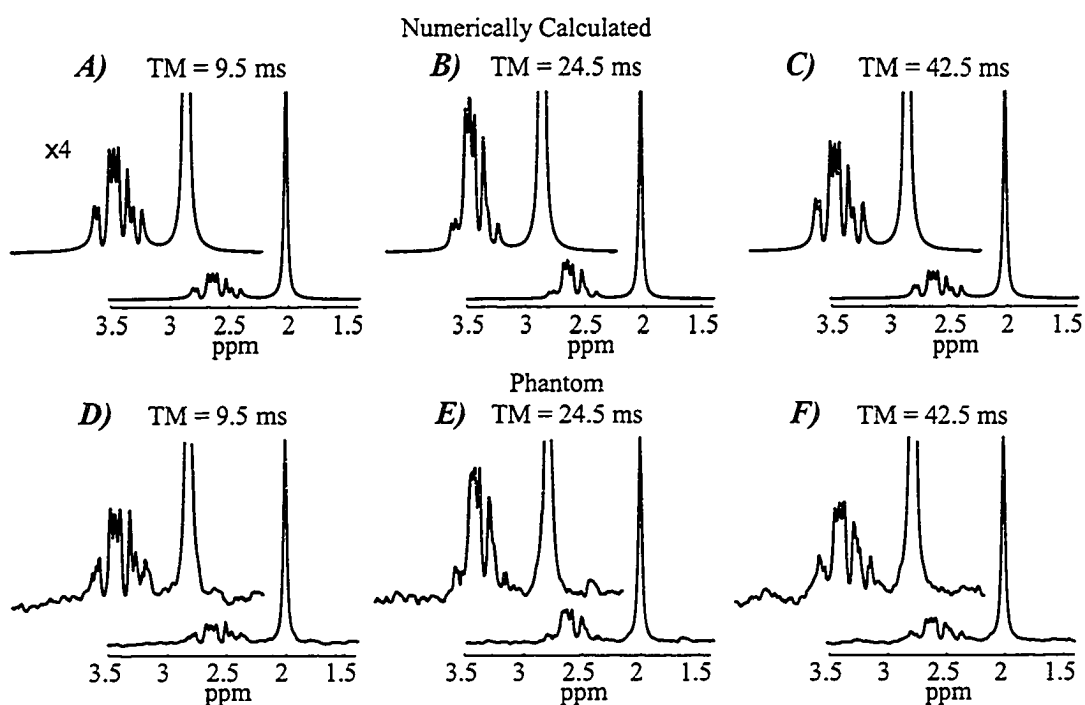 Numerically Calculated
A) TM = 9.5 ms
B) TM = 24.5 ms
C) TM = 42.5 ms
x4
3.5 3 2.5 2 1.5
ppm
3.5 3 2.5 2 1.5
ppm
3.5 3 2.5 2 1.5
ppm
Phantom
D) TM = 9.5 ms
E) TM = 24.5 ms
F) TM = 42.5 ms
3.5 3 2.5 2 1.5
ppm
3.5 3 2.5 2 1.5
ppm
3.5 3 2.5 2 1.5
ppm